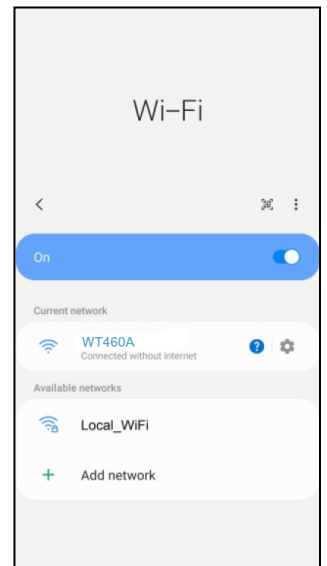 Wi-Fi
On
Current network
WT460A
Connected without internet
?
Available networks
Local_WiFi
+ Add network